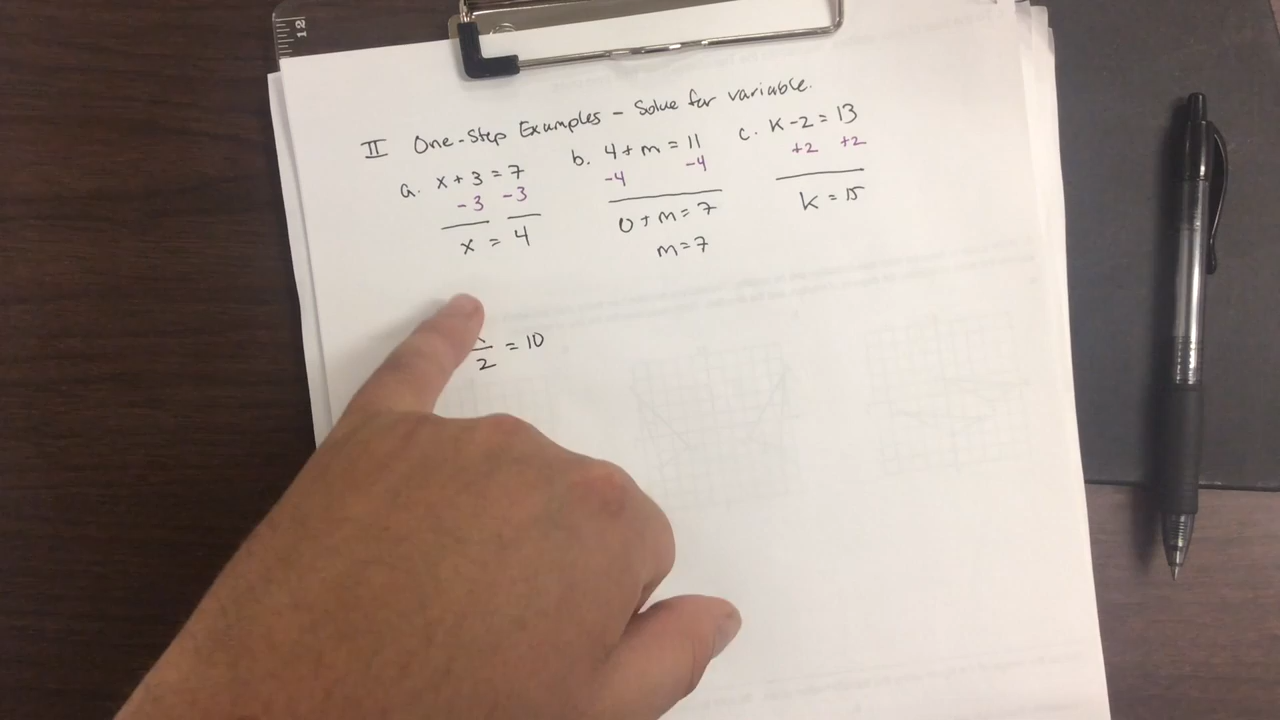 12
II One-Step Examples - Solve for variable.
a. x + 3 = 7
-3 -3
x = 4
b. 4 + m = 11
-4 -4
0 + m = 7
m = 7
c. k - 2 = 13
+2 +2
k = 15
2 = 10